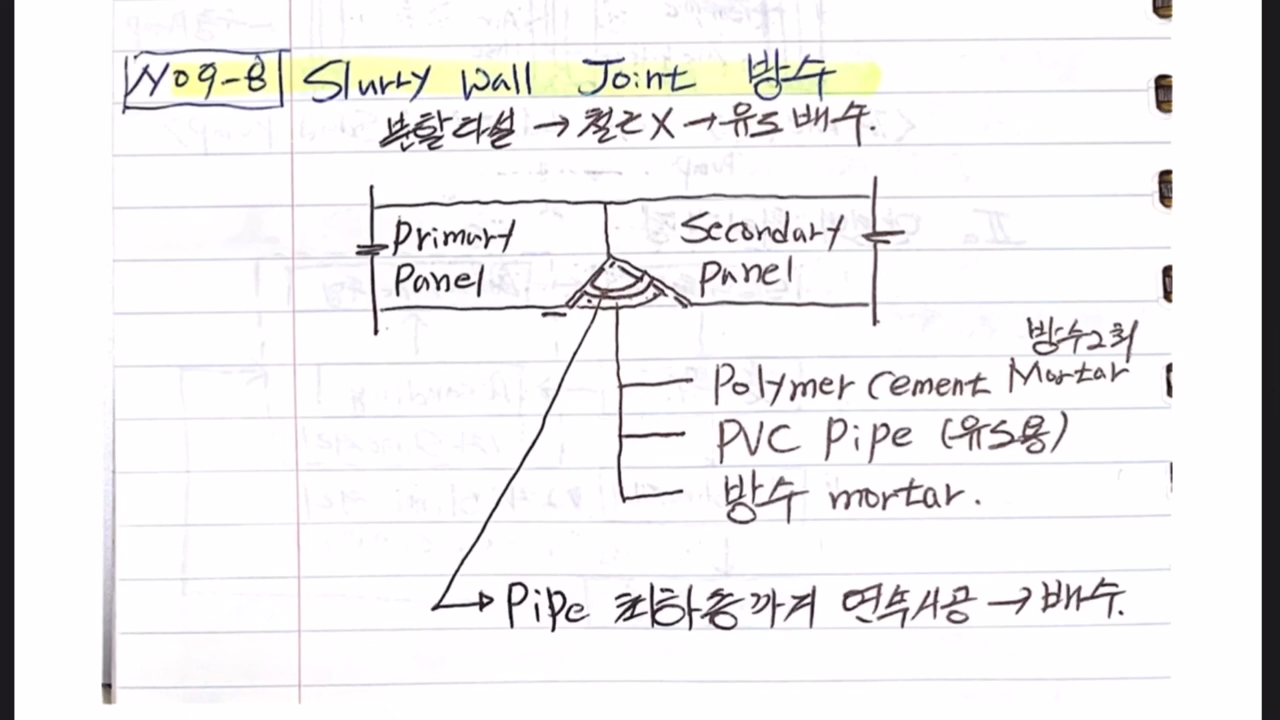 No 9-8 Slurry Wall Joint 방수
분할타설 → 철근X → 유도배수.
Primary Panel
Secondary Panel
방수2회
Polymer Cement Mortar
PVC Pipe (유도용)
방수 mortar.
Pipe 최하층까지 연속시공 → 배수.